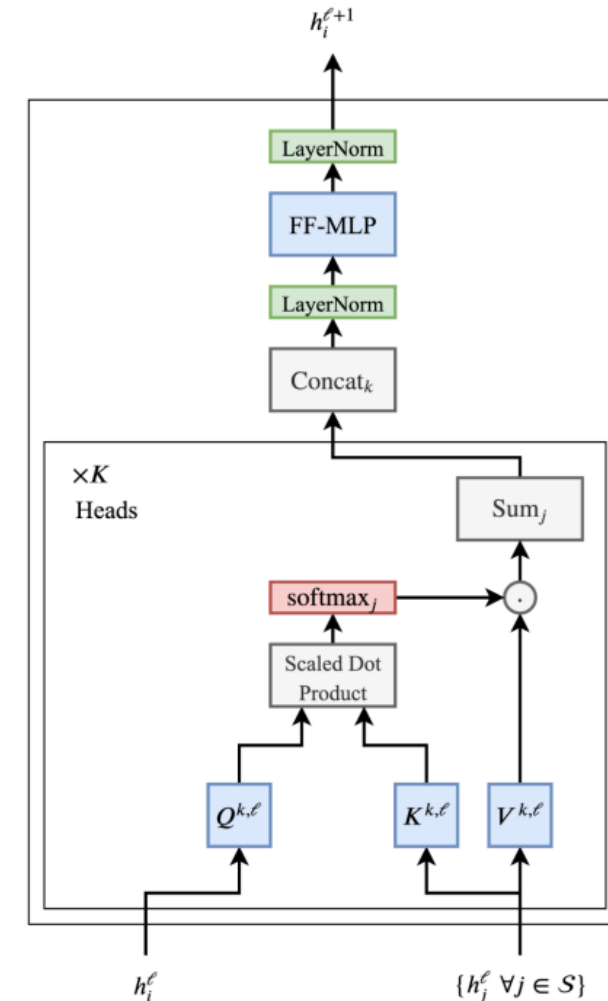 h_i^{ℓ+1}
LayerNorm
FF-MLP
LayerNorm
Concat_k
×K
Heads
Sum_j
softmax_j
.
Scaled Dot
Product
Q^{k,ℓ} K^{k,ℓ} V^{k,ℓ}
h_i^ℓ {h_j^ℓ ∀j ∈ S}